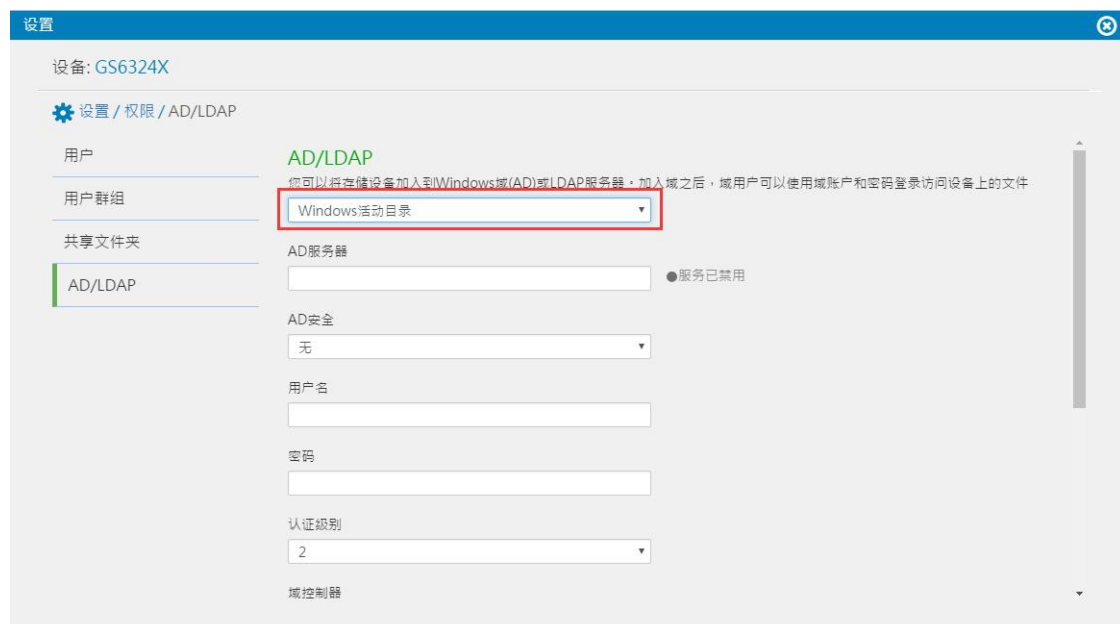 设置
设备: GS6324X
设置 / 权限 / AD/LDAP
用户
用户群组
共享文件夹
AD/LDAP
AD/LDAP
您可以将存储设备加入到Windows域(AD)或LDAP服务器，加入域之后，域用户可以使用域账户和密码登录访问设备上的文件
Windows活动目录
AD服务器
●服务已禁用
AD安全
无
用户名
密码
认证级别
2
域控制器